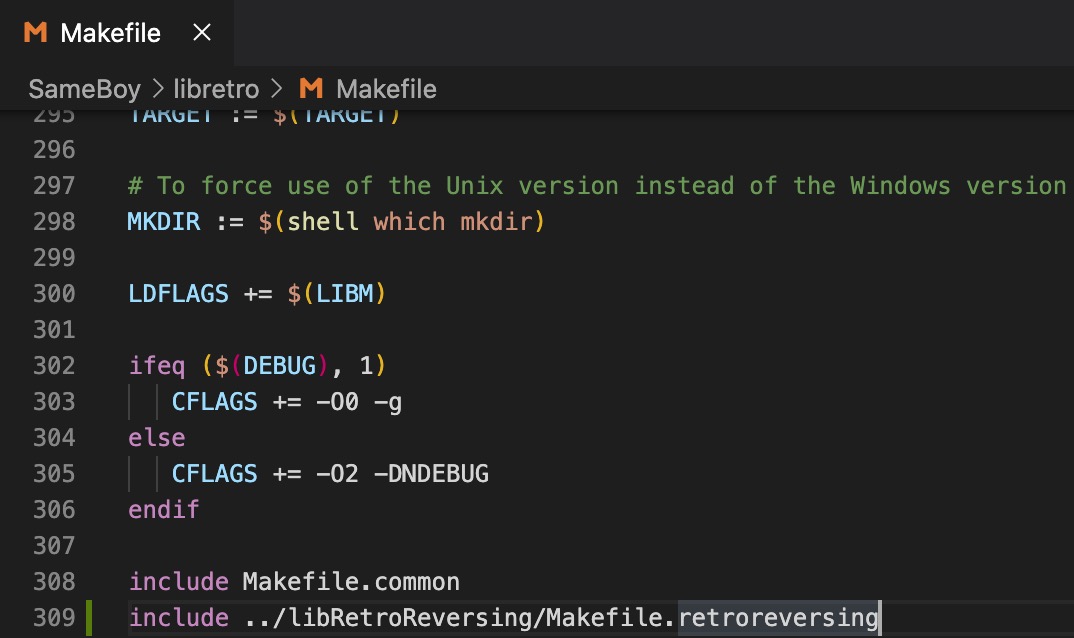 Makefile
SameBoy > libretro > Makefile
295 TARGET := $(TARGET)
296
297 # To force use of the Unix version instead of the Windows version
298 MKDIR := $(shell which mkdir)
299
300 LDFLAGS += $(LIBM)
301
302 ifeq ($(DEBUG), 1)
303 CFLAGS += -O0 -g
304 else
305 CFLAGS += -O2 -DNDEBUG
306 endif
307
308 include Makefile.common
309 include ../libRetroReversing/Makefile.retroreversing